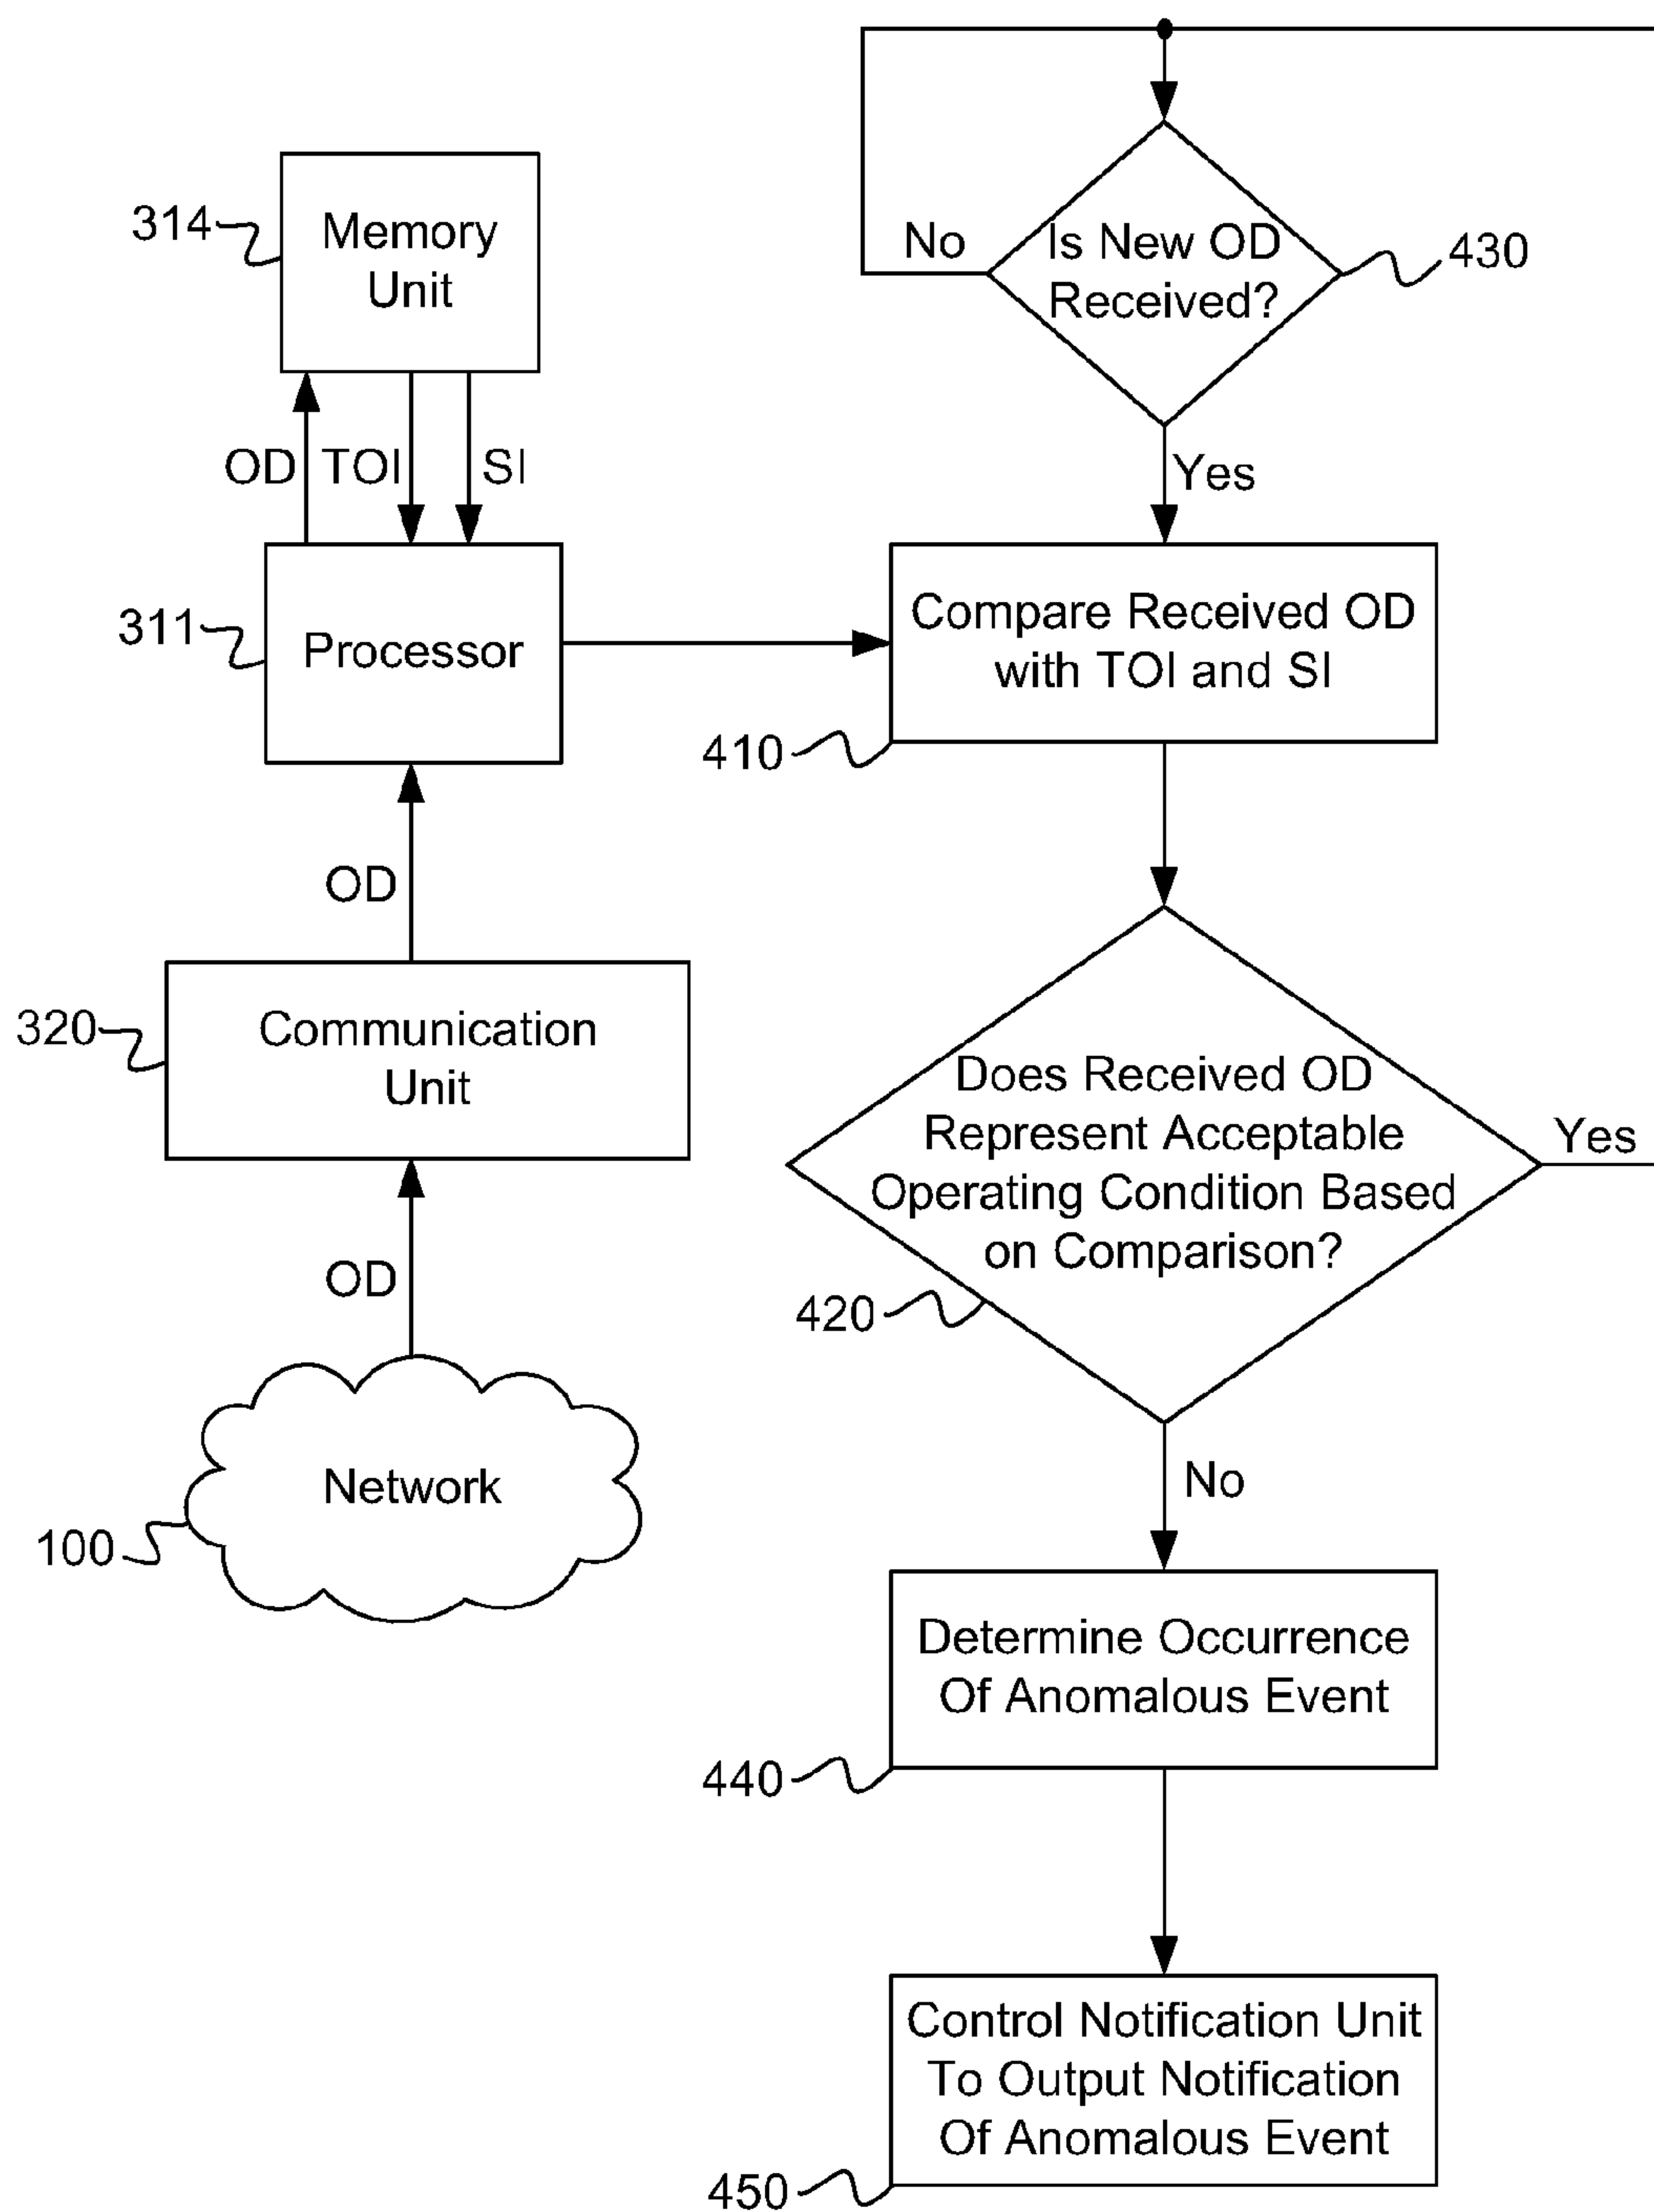 314
Memory
Unit
OD
TOI
SI
311
Processor
OD
320
Communication
Unit
OD
Network
100
No
Is New OD
Received?
430
Yes
Compare Received OD
with TOI and SI
410
Does Received OD
Represent Acceptable
Operating Condition Based
on Comparison?
Yes
420
No
Determine Occurrence
Of Anomalous Event
440
Control Notification Unit
To Output Notification
Of Anomalous Event
450